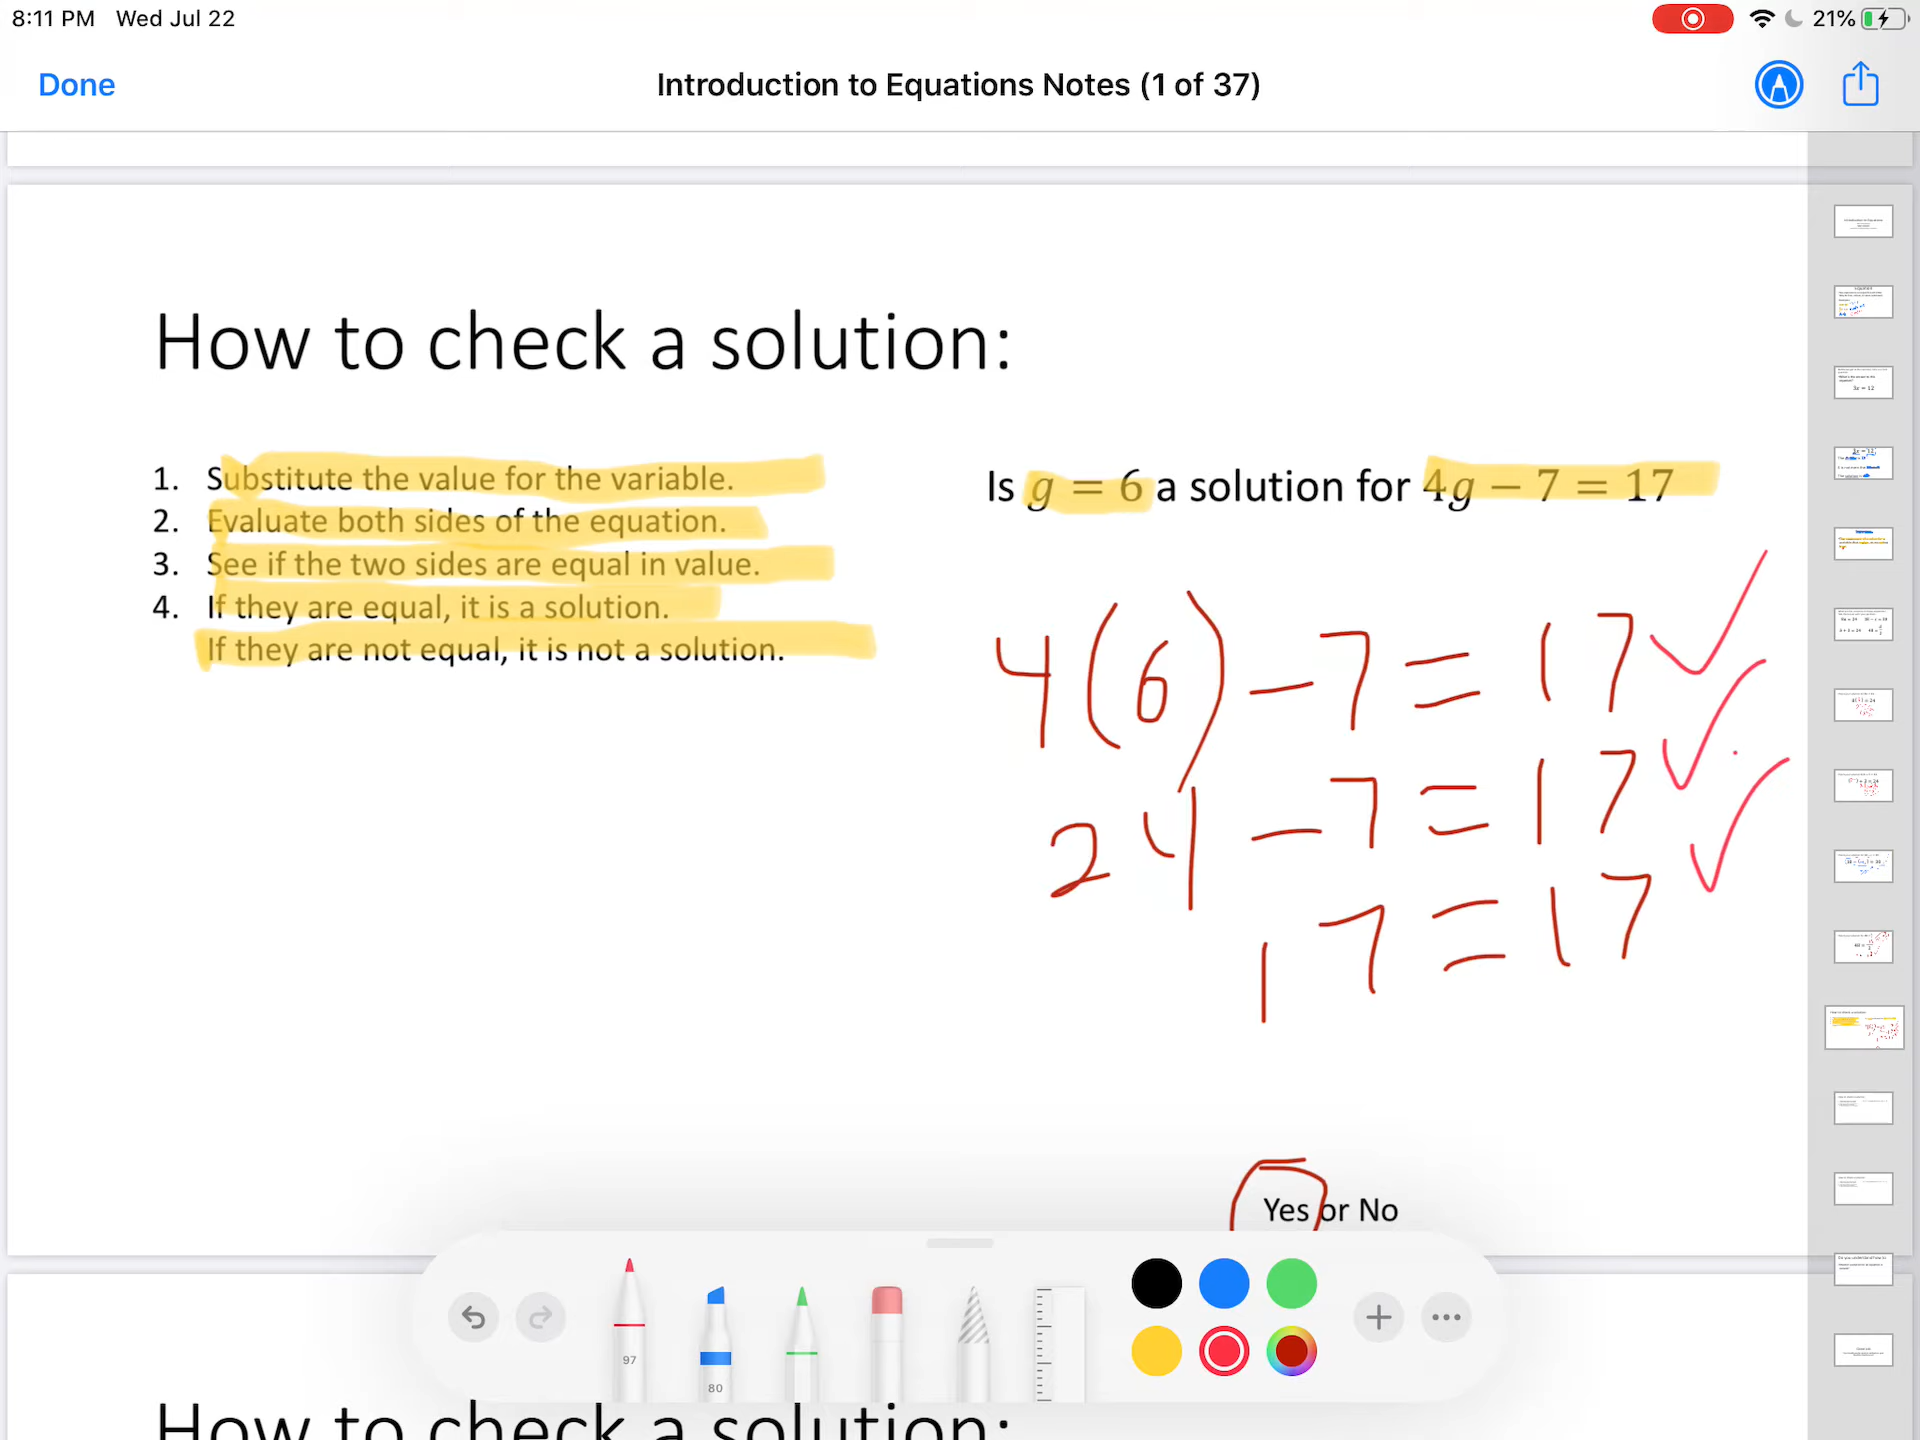 8:11 PM Wed Jul 22
21%
Done
Introduction to Equations Notes (1 of 37)
How to check a solution:
1. Substitute the value for the variable.
2. Evaluate both sides of the equation.
3. See if the two sides are equal in value.
4. If they are equal, it is a solution.
If they are not equal, it is not a solution.
Is g = 6 a solution for 4g − 7 = 17
4(6) − 7 = 17
24 − 7 = 17
17 = 17
Yes or No
97
80
How to check a solution: